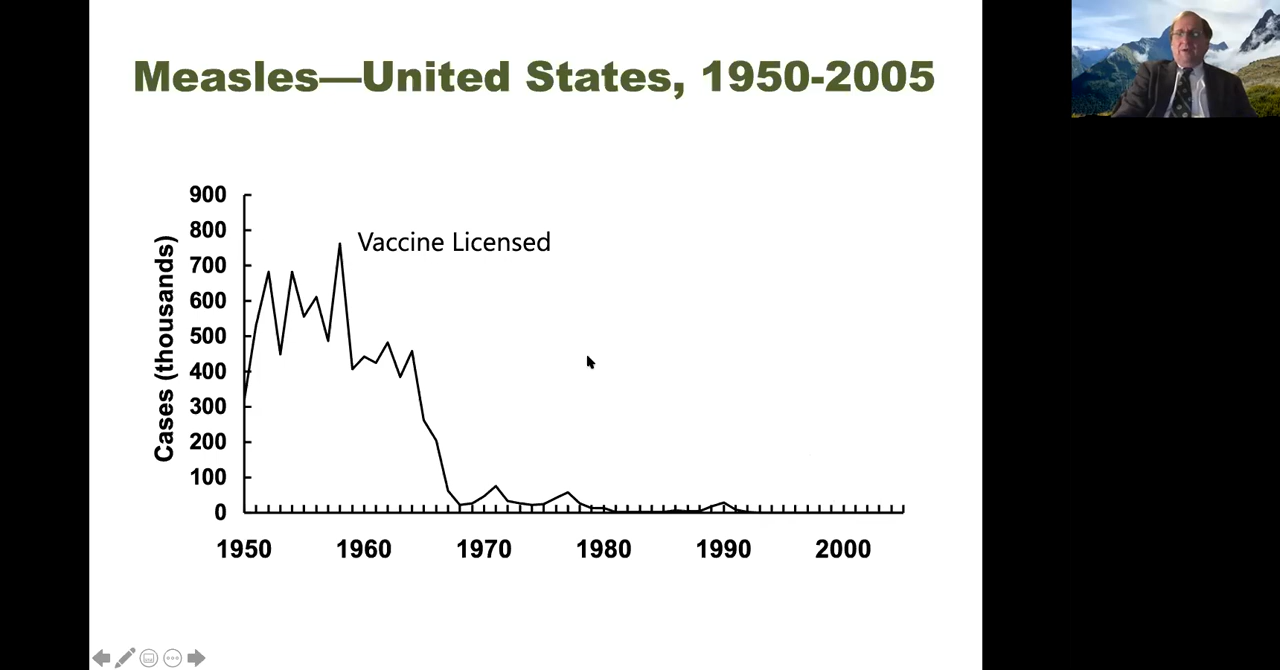 Measles—United States, 1950-2005
900
800
700
600
500
400
300
200
100
0
Cases (thousands)
Vaccine Licensed
1950 1960 1970 1980 1990 2000